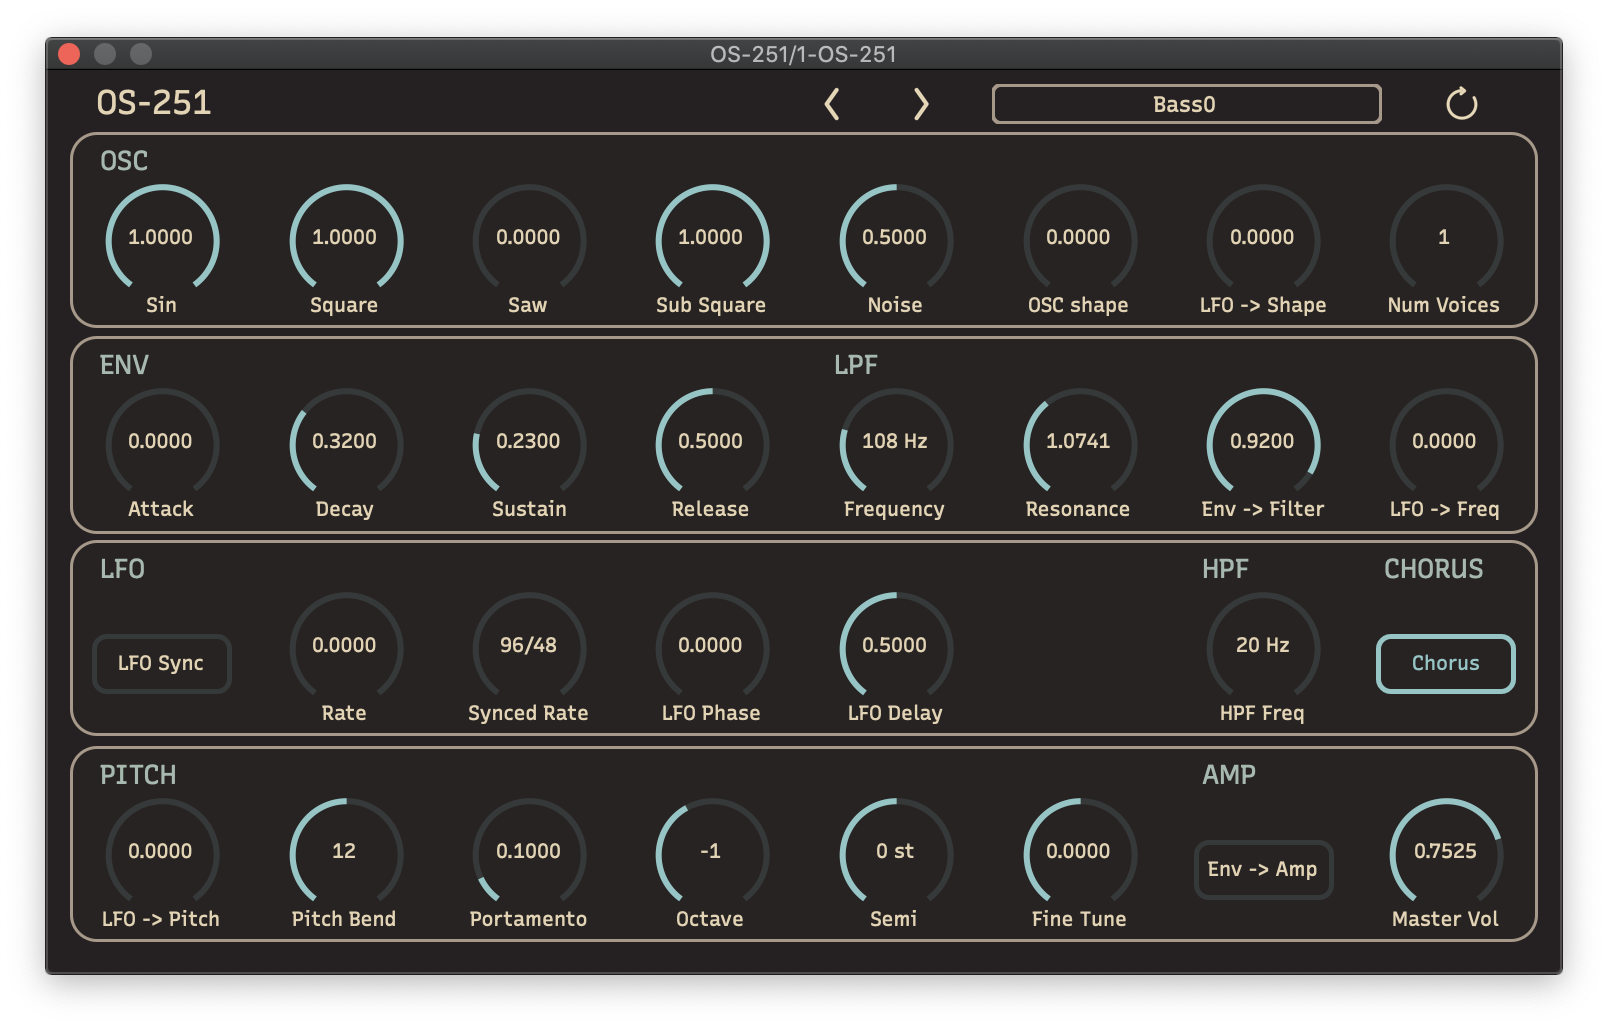 OS-251/1-OS-251
OS-251
Bass0
OSC
1.0000 1.0000 0.0000 1.0000 0.5000 0.0000 0.0000 1
Sin Square Saw Sub Square Noise OSC shape LFO -> Shape Num Voices
ENV LPF
0.0000 0.3200 0.2300 0.5000 108 Hz 1.0741 0.9200 0.0000
Attack Decay Sustain Release Frequency Resonance Env -> Filter LFO -> Freq
LFO HPF CHORUS
LFO Sync 0.0000 96/48 0.0000 0.5000 20 Hz Chorus
Rate Synced Rate LFO Phase LFO Delay HPF Freq
PITCH AMP
0.0000 12 0.1000 -1 0 st 0.0000 Env -> Amp 0.7525
LFO -> Pitch Pitch Bend Portamento Octave Semi Fine Tune Master Vol